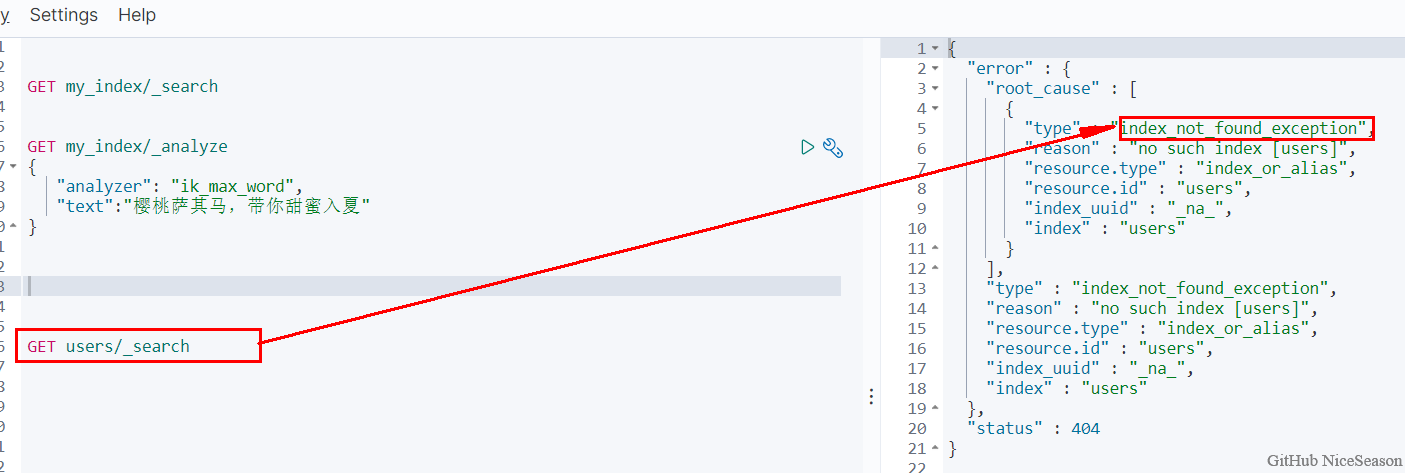 y Settings Help
1
2
3 GET my_index/_search
4
5
6 GET my_index/_analyze
7 {
8 "analyzer": "ik_max_word",
9 "text":"樱桃萨其马，带你甜蜜入夏"
0 }
1
2
3
4
5
6 GET users/_search
7
8
9
0
1
2
1 {
2 "error" : {
3 "root_cause" : [
4 {
5 "type" : "index_not_found_exception",
6 "reason" : "no such index [users]",
7 "resource.type" : "index_or_alias",
8 "resource.id" : "users",
9 "index_uuid" : "_na_",
10 "index" : "users"
11 }
12 ],
13 "type" : "index_not_found_exception",
14 "reason" : "no such index [users]",
15 "resource.type" : "index_or_alias",
16 "resource.id" : "users",
17 "index_uuid" : "_na_",
18 "index" : "users"
19 },
20 "status" : 404
21 }
22
GitHub NiceSeason